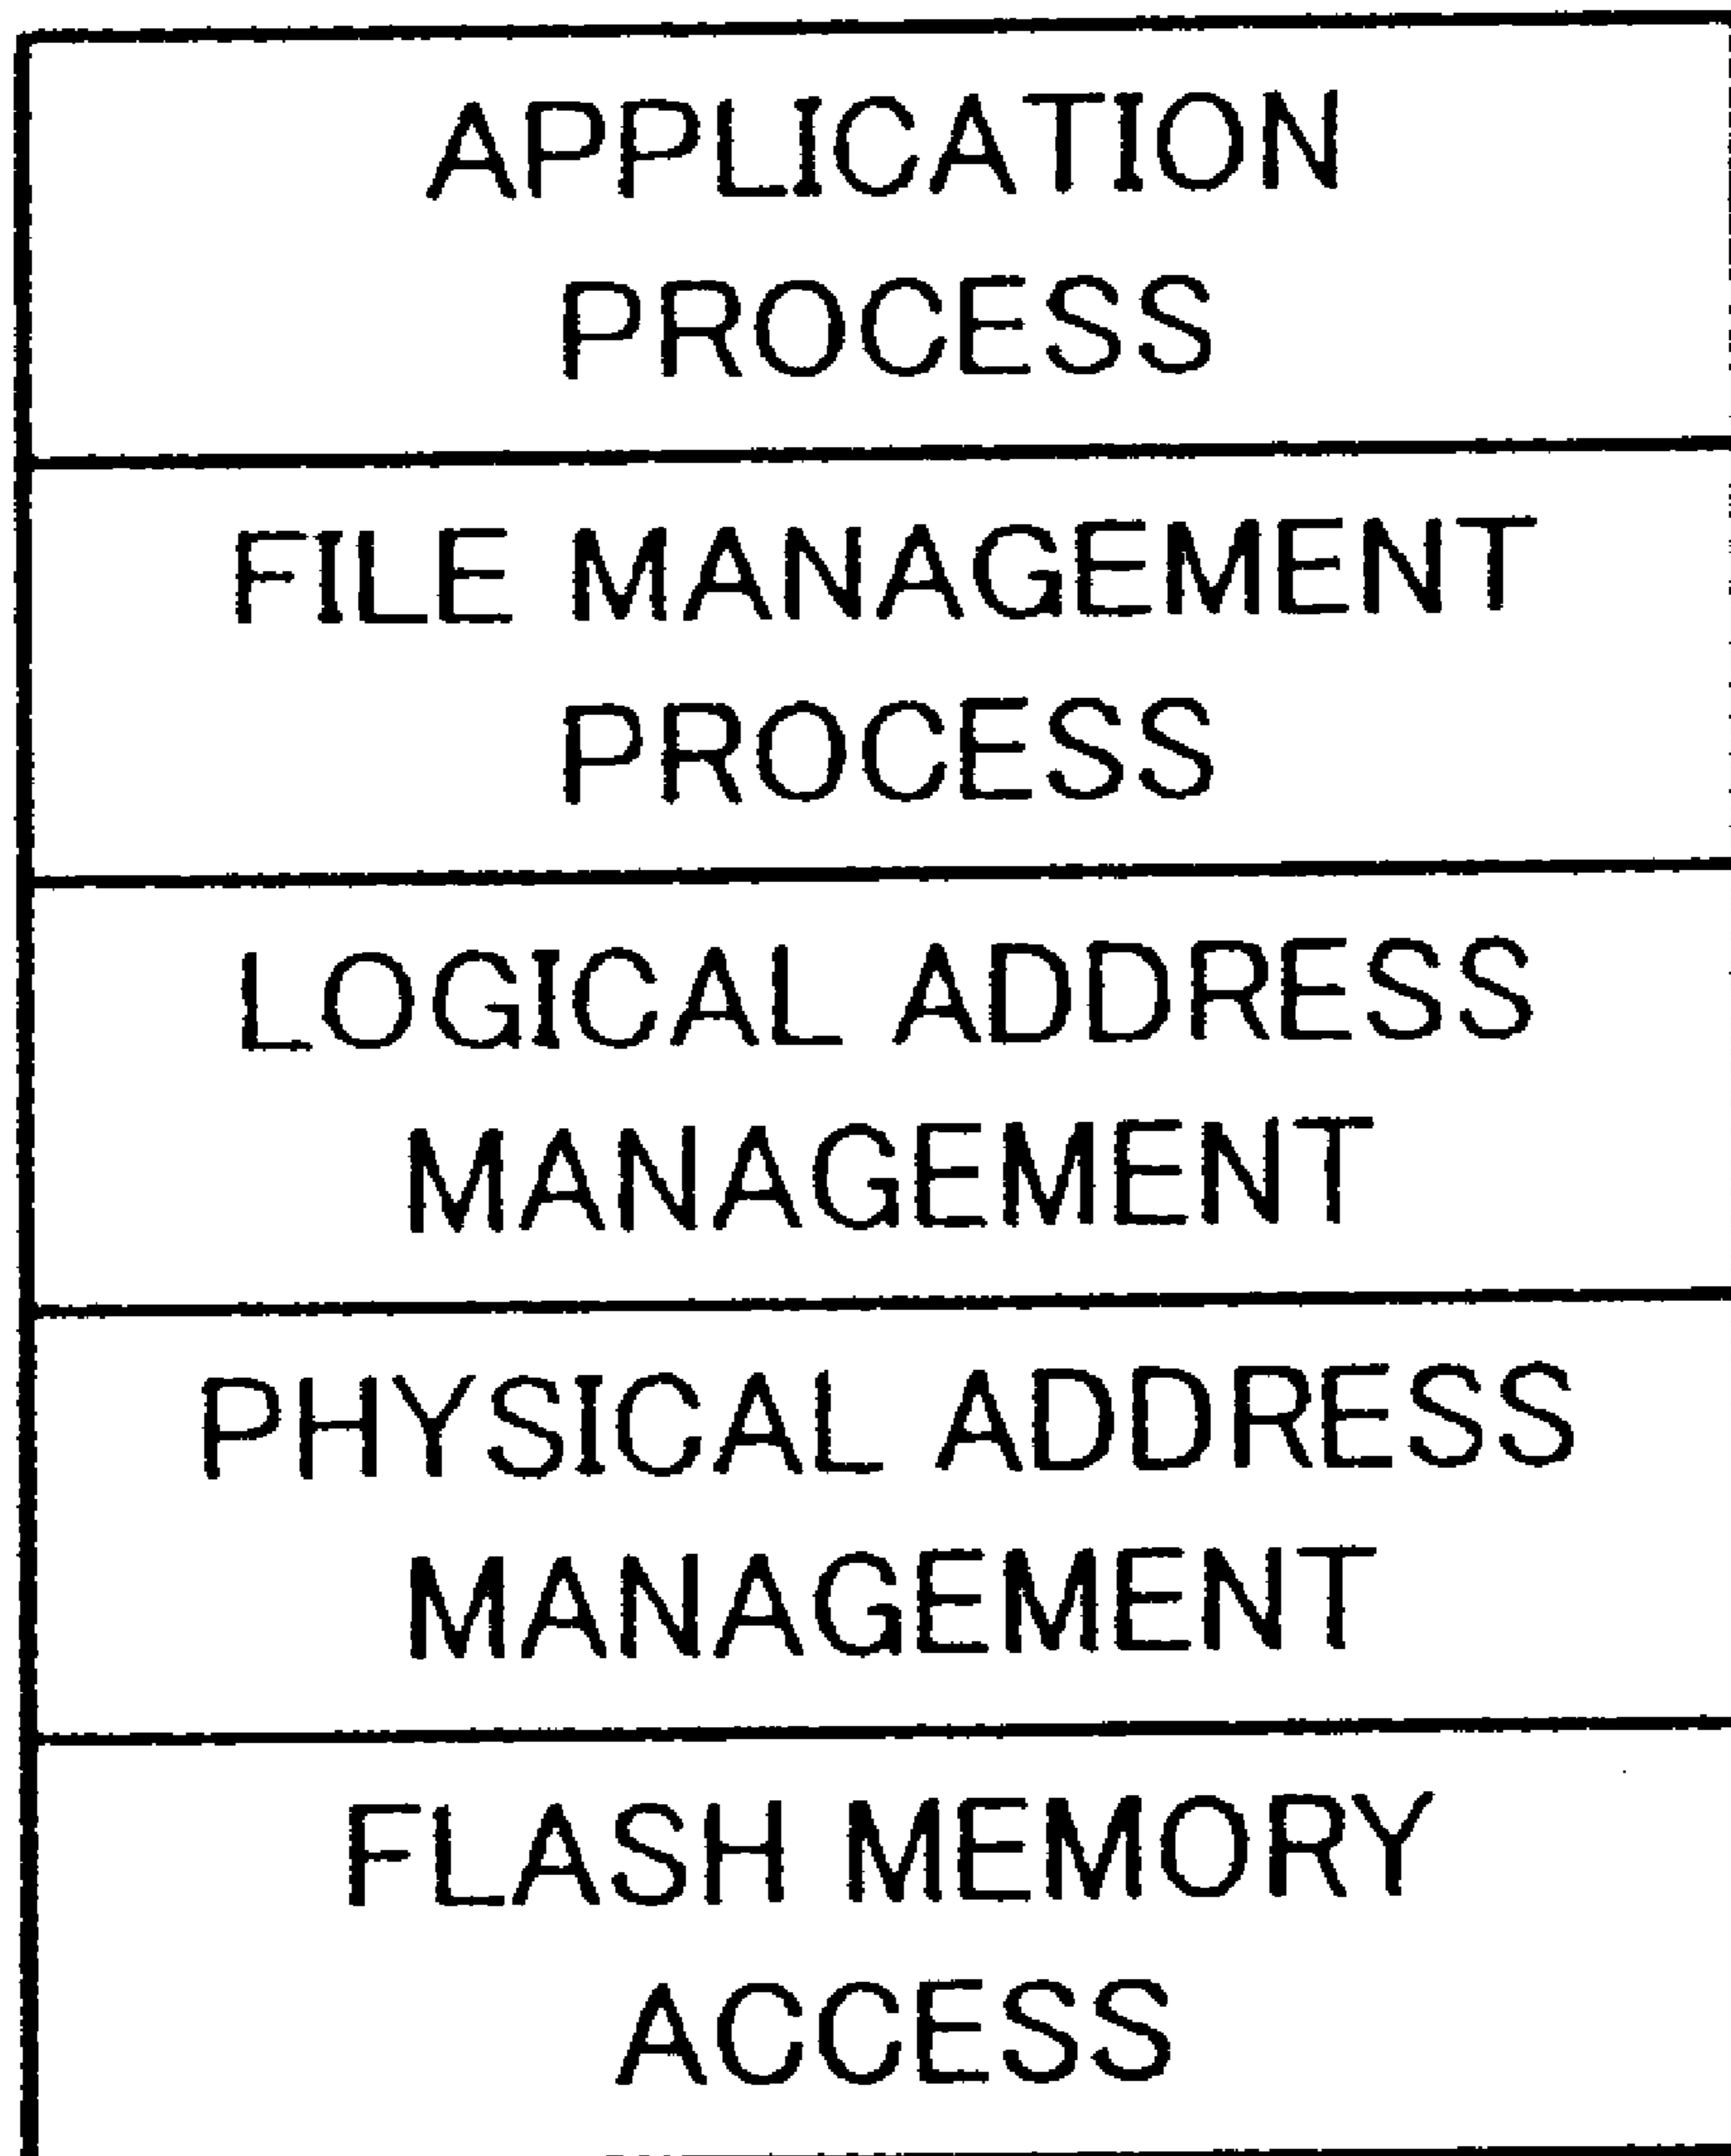 APPLICATION
PROCESS
FILE MANAGEMENT
PROCESS
LOGICAL ADDRESS
MANAGEMENT
PHYSICAL ADDRESS
MANAGEMENT
FLASH MEMORY
ACCESS